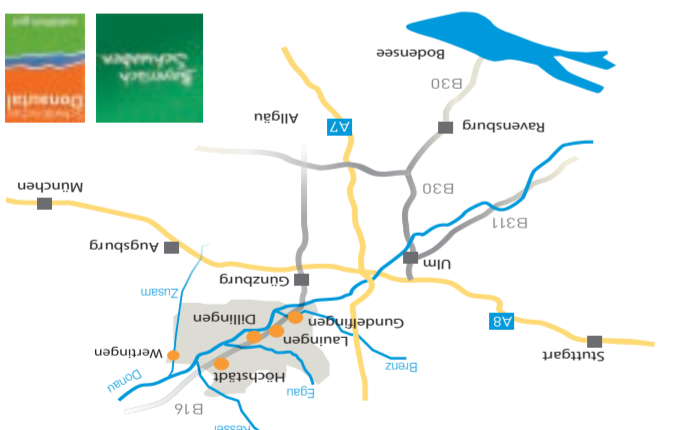 Kessel
B16
Egau
Donau
Höchstädt
Brenz
Stuttgart
Wertingen
Lauingen
Gundelfingen
A8
Dillingen
Zusam
Günzburg
Ulm
Augsburg
B311
B30
München
A7
Ravensburg
Allgäu
Donautal
B30
Bayerisch
Schwaben
Bodensee